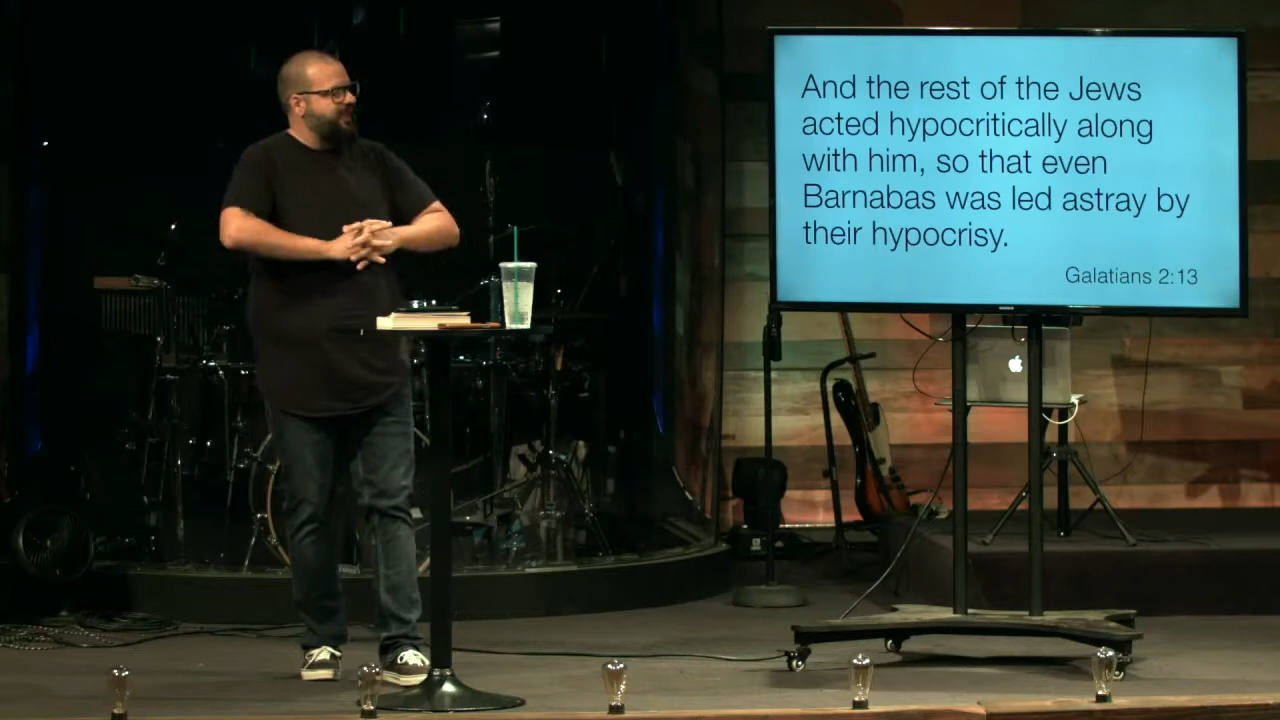 And the rest of the Jews
acted hypocritically along
with him, so that even
Barnabas was led astray by
their hypocrisy.
Galatians 2:13